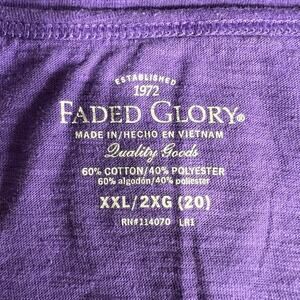 ESTABLISHED
1972
FADED GLORY®
MADE IN/HECHO EN VIETNAM
Quality Goods
60% COTTON/40% POLYESTER
60% algodón/40% poliester
XXL/2XG (20)
RN#114070 LR1